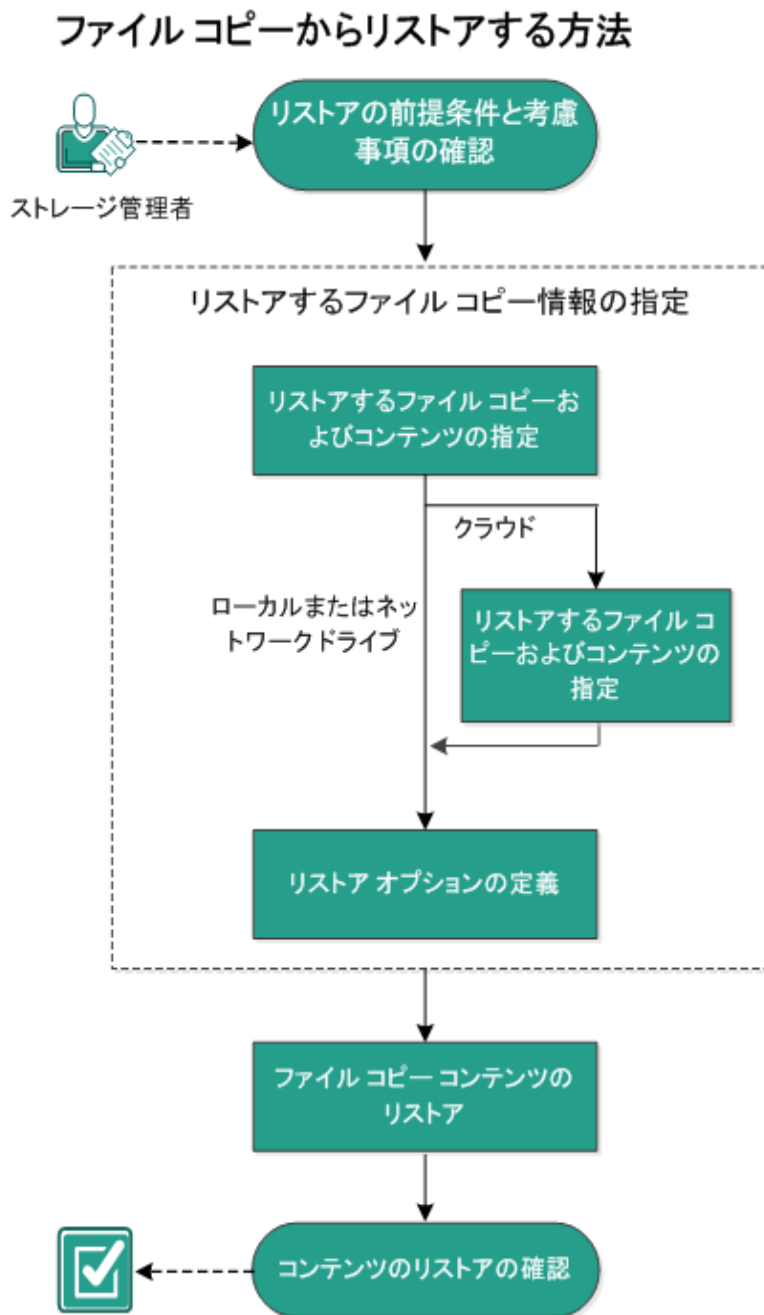 ファイル コピーからリストアする方法
リストアの前提条件と考慮
事項の確認
ストレージ管理者
リストアするファイル コピー情報の指定
リストアするファイル コピーお
よびコンテンツの指定
クラウド
ローカルまたはネッ
トワークドライブ
リストアするファイル コ
ピーおよびコンテンツの
指定
リストア オプションの定義
ファイル コピー コンテンツの
リストア
コンテンツのリストアの確認